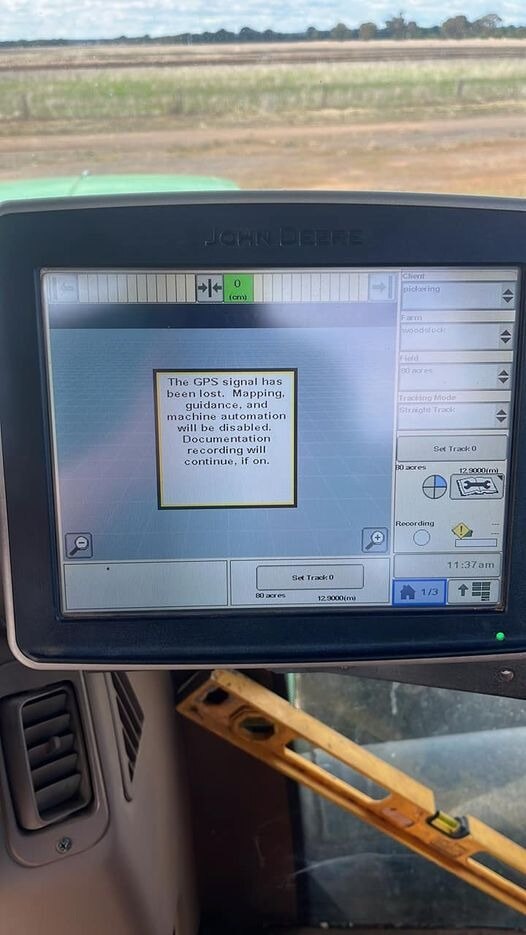 JOHN DEERE
0
(cm)
Client
pickering
Farm
woodstock
Field
80 acres
Tracking Mode
Straight Track
Set Track 0
80 acres 12.9000(m)
Recording
---
---
11:37am
1/3
The GPS signal has
been lost. Mapping,
guidance, and
machine automation
will be disabled.
Documentation
recording will
continue, if on.
Set Track 0
80 acres 12.9000(m)